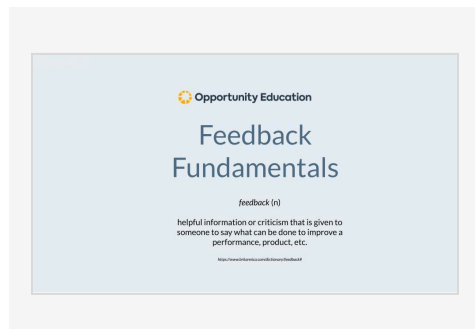 Opportunity Education
Feedback
Fundamentals
feedback (n)
helpful information or criticism that is given to
someone to say what can be done to improve a
performance, product, etc.
https://www.britannica.com/dictionary/feedback#